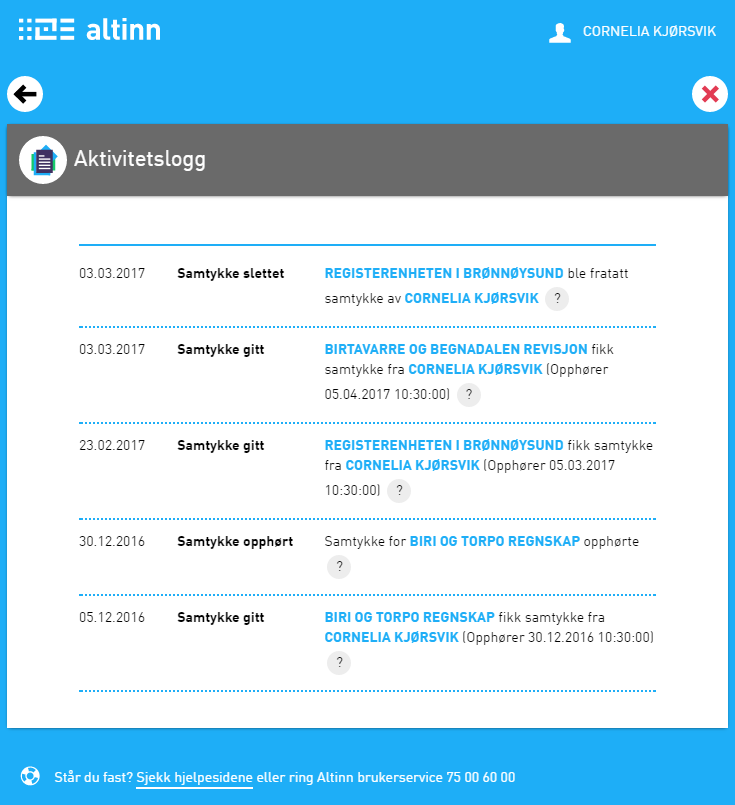 altinn
CORNELIA KJØRSVIK
Aktivitetslogg
03.03.2017 Samtykke slettet REGISTERENHETEN I BRØNNØYSUND ble fratatt
samtykke av CORNELIA KJØRSVIK ?
03.03.2017 Samtykke gitt BIRTAVARRE OG BEGNADALEN REVISJON fikk
samtykke fra CORNELIA KJØRSVIK (Opphører
05.04.2017 10:30:00) ?
23.02.2017 Samtykke gitt REGISTERENHETEN I BRØNNØYSUND fikk samtykke
fra CORNELIA KJØRSVIK (Opphører 05.03.2017
10:30:00) ?
30.12.2016 Samtykke opphørt Samtykke for BIRI OG TORPO REGNSKAP opphørte
?
05.12.2016 Samtykke gitt BIRI OG TORPO REGNSKAP fikk samtykke fra
CORNELIA KJØRSVIK (Opphører 30.12.2016 10:30:00)
?
Står du fast? Sjekk hjelpesidene eller ring Altinn brukerservice 75 00 60 00